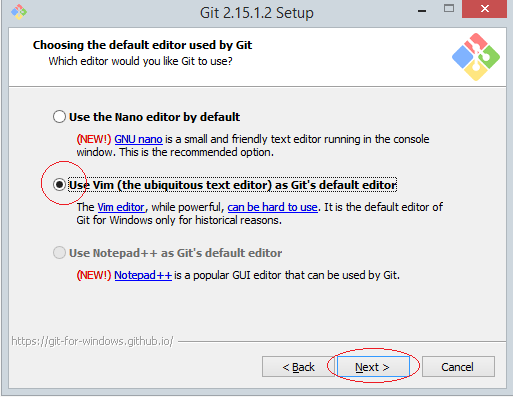 Git 2.15.1.2 Setup
Choosing the default editor used by Git
Which editor would you like Git to use?
Use the Nano editor by default
(NEW!) GNU nano is a small and friendly text editor running in the console
window. This is the recommended option.
Use Vim (the ubiquitous text editor) as Git's default editor
The Vim editor, while powerful, can be hard to use. It is the default editor of
Git for Windows only for historical reasons.
Use Notepad++ as Git's default editor
(NEW!) Notepad++ is a popular GUI editor that can be used by Git.
https://git-for-windows.github.io/
< Back
Next >
Cancel